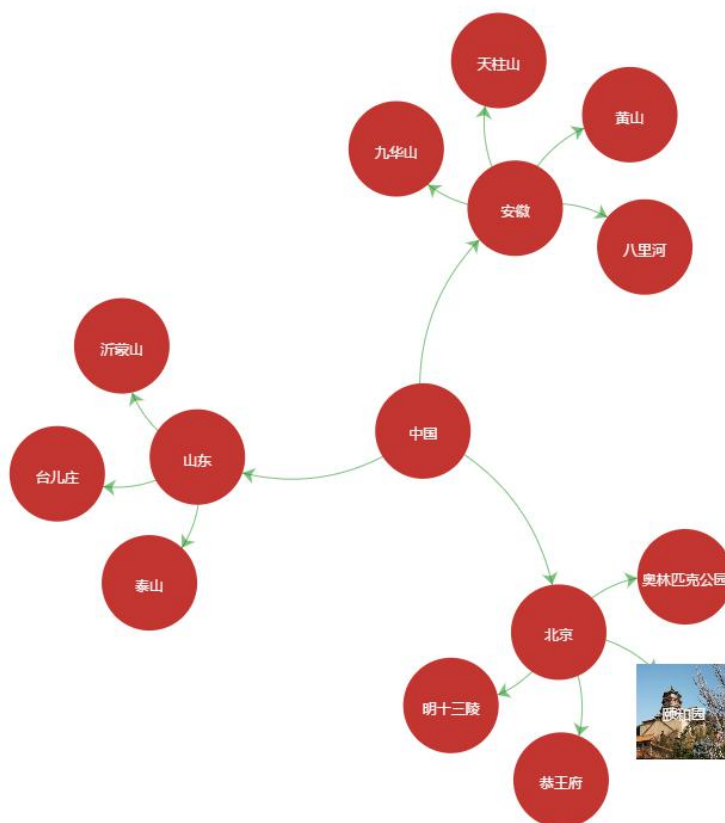 天柱山
黄山
九华山
安徽
八里河
沂蒙山
中国
山东
台儿庄
泰山
奥林匹克公园
北京
颐和园
明十三陵
恭王府